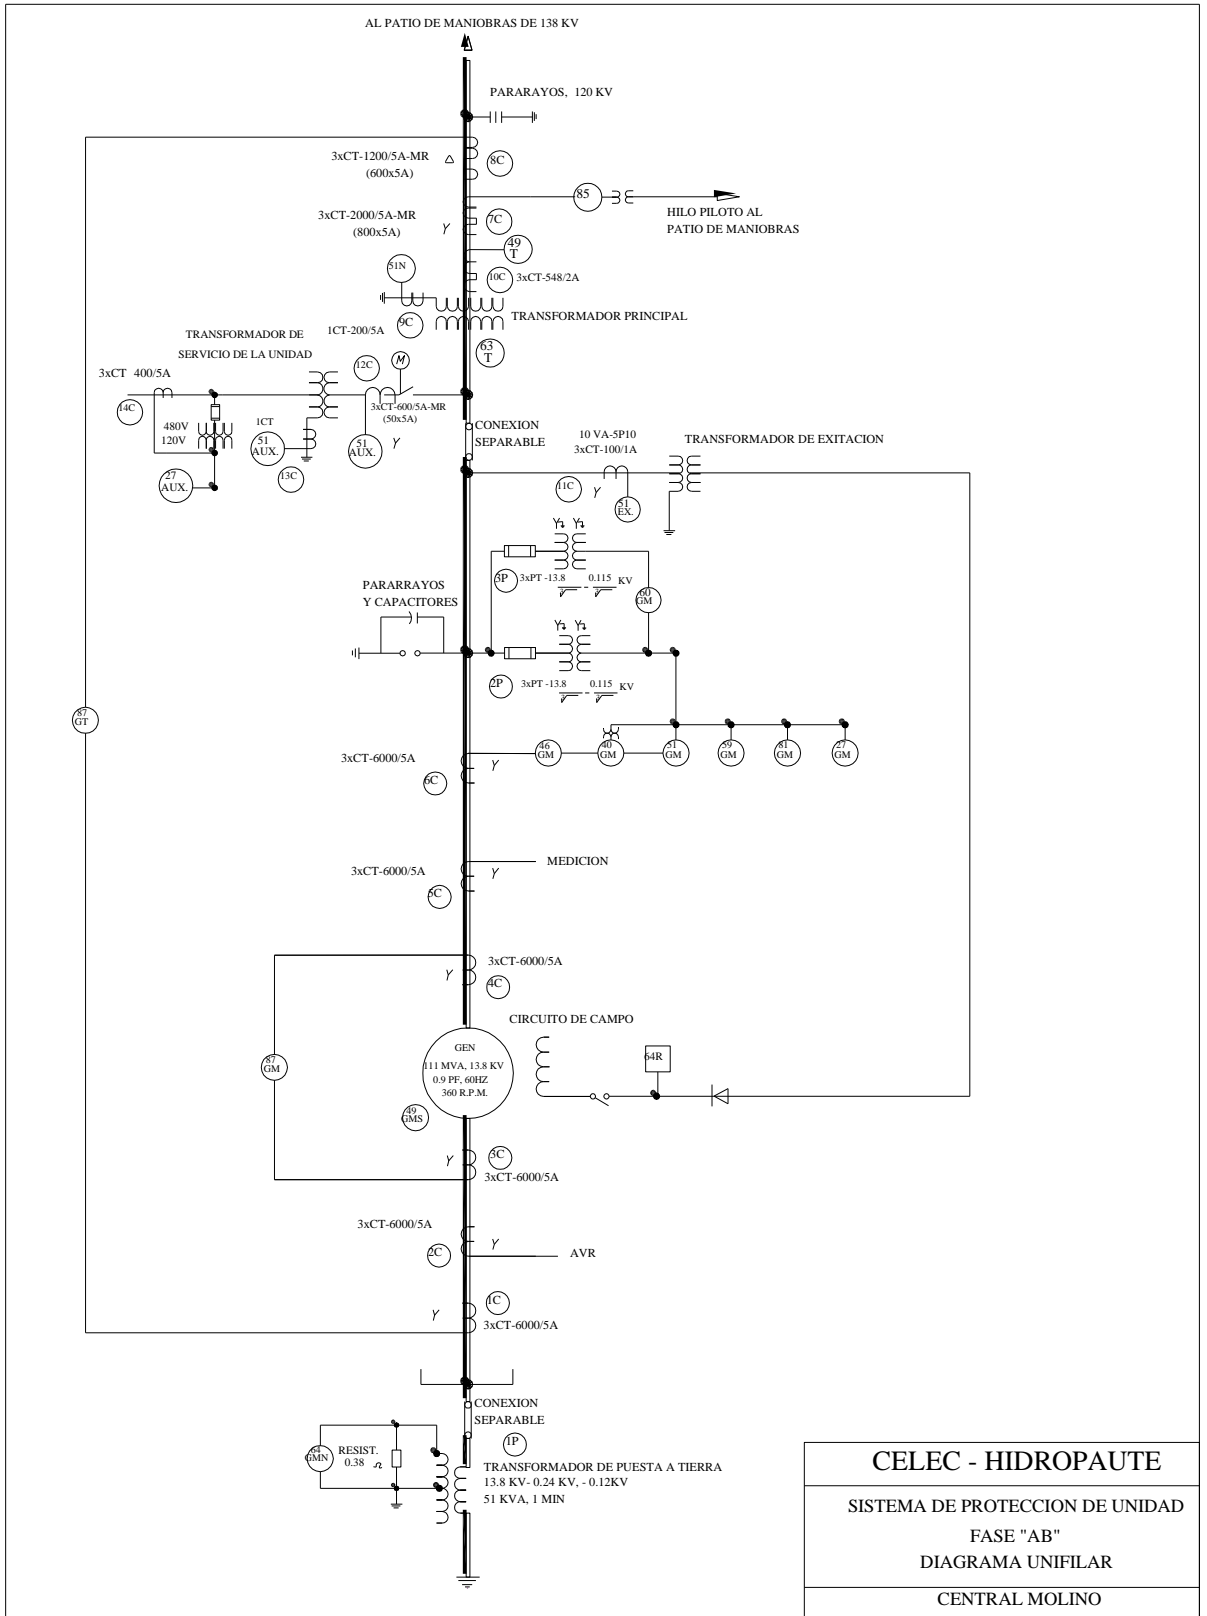 AL PATIO DE MANIOBRAS DE 138 KV
PARARAYOS, 120 KV
3xCT-1200/5A-MR
(600x5A)
8C
85
HILO PILOTO AL
PATIO DE MANIOBRAS
3xCT-2000/5A-MR
(800x5A)
Y
7C
49
T
51N
10C
3xCT-548/2A
9C
1CT-200/5A
TRANSFORMADOR PRINCIPAL
63
T
TRANSFORMADOR DE
SERVICIO DE LA UNIDAD
12C
M
3xCT 400/5A
14C
3xCT-600/5A-MR
(50x5A)
480V
120V
1CT
51
AUX.
51
AUX.
Y
27
AUX.
13C
CONEXION
SEPARABLE
10 VA-5P10
3xCT-100/1A
TRANSFORMADOR DE EXITACION
11C
Y
51
EX.
Y Y
3P
3xPT -13.8 - 0.115 KV
60
GM
PARARRAYOS
Y CAPACITORES
Y Y
2P
3xPT -13.8 - 0.115 KV
87
GT
3xCT-6000/5A
Y
6C
46
GM
40
GM
51
GM
59
GM
81
GM
27
GM
MEDICION
3xCT-6000/5A
Y
5C
3xCT-6000/5A
Y
4C
CIRCUITO DE CAMPO
GEN
111 MVA, 13.8 KV
0.9 PF, 60HZ
360 R.P.M.
64R
87
GM
49
GMS
3C
Y
3xCT-6000/5A
3xCT-6000/5A
Y
2C
AVR
1C
Y
3xCT-6000/5A
CONEXION
SEPARABLE
1P
64
GMN
RESIST.
0.38 Ω
TRANSFORMADOR DE PUESTA A TIERRA
13.8 KV- 0.24 KV, - 0.12KV
51 KVA, 1 MIN
CELEC - HIDROPAUTE
SISTEMA DE PROTECCION DE UNIDAD
FASE "AB"
DIAGRAMA UNIFILAR
CENTRAL MOLINO